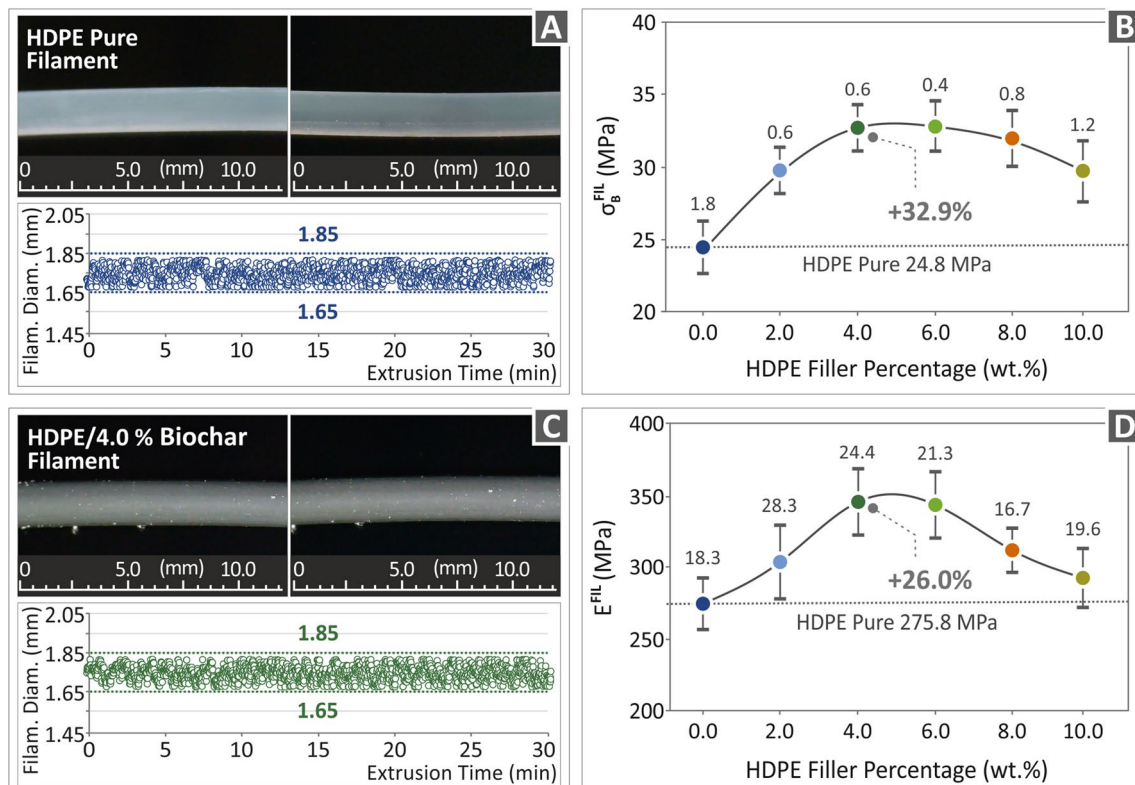 A
HDPE Pure
Filament
0 5.0 (mm) 10.0
0 5.0 (mm) 10.0
Filam. Diam. (mm)
2.05
1.85
1.65
1.45
1.85
1.65
0 5 10 15 20 25 30
Extrusion Time (min)
B
σ_B^FIL (MPa)
40
35
30
25
20
1.8
0.6
0.6
0.4
0.8
1.2
+32.9%
HDPE Pure 24.8 MPa
0.0 2.0 4.0 6.0 8.0 10.0
HDPE Filler Percentage (wt.%)
C
HDPE/4.0 % Biochar
Filament
0 5.0 (mm) 10.0
0 5.0 (mm) 10.0
Filam. Diam. (mm)
2.05
1.85
1.65
1.45
1.85
1.65
0 5 10 15 20 25 30
Extrusion Time (min)
D
E^FIL (MPa)
400
350
300
250
200
18.3
28.3
24.4
21.3
16.7
19.6
+26.0%
HDPE Pure 275.8 MPa
0.0 2.0 4.0 6.0 8.0 10.0
HDPE Filler Percentage (wt.%)